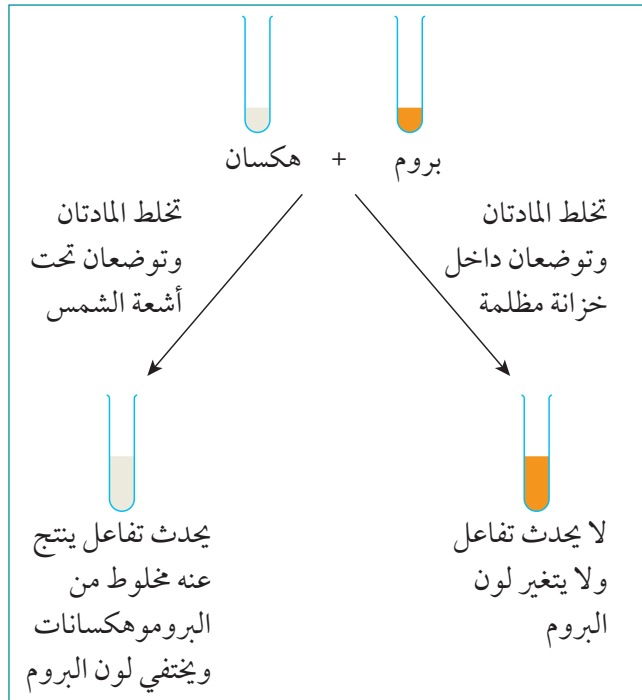 بروم + هكسان
تخلط المادتان
وتوضعان داخل
خزانة مظلمة
تخلط المادتان
وتوضعان تحت
أشعة الشمس
لا يحدث تفاعل
ولا يتغير لون
البروم
يحدث تفاعل ينتج
عنه مخلوط من
البروموهكسانات
ويختفي لون البروم